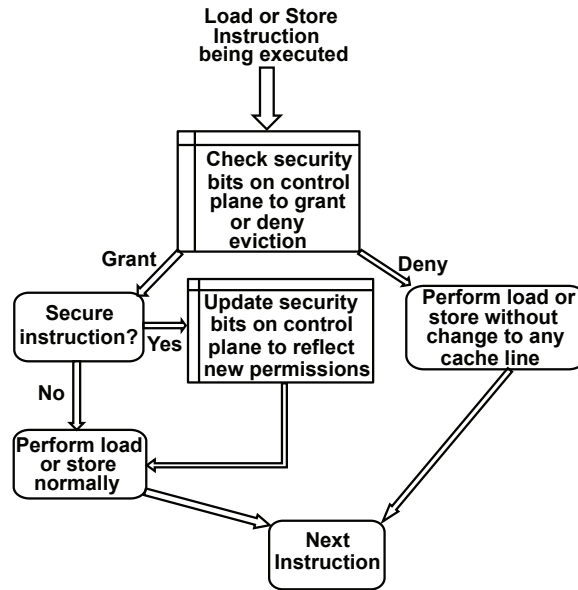 Load or Store
Instruction
being executed
Check security
bits on control
plane to grant
or deny
eviction
Grant
Deny
Secure
instruction?
Yes
Update security
bits on control
plane to reflect
new permissions
Perform load or
store without
change to any
cache line
No
Perform load
or store
normally
Next
Instruction